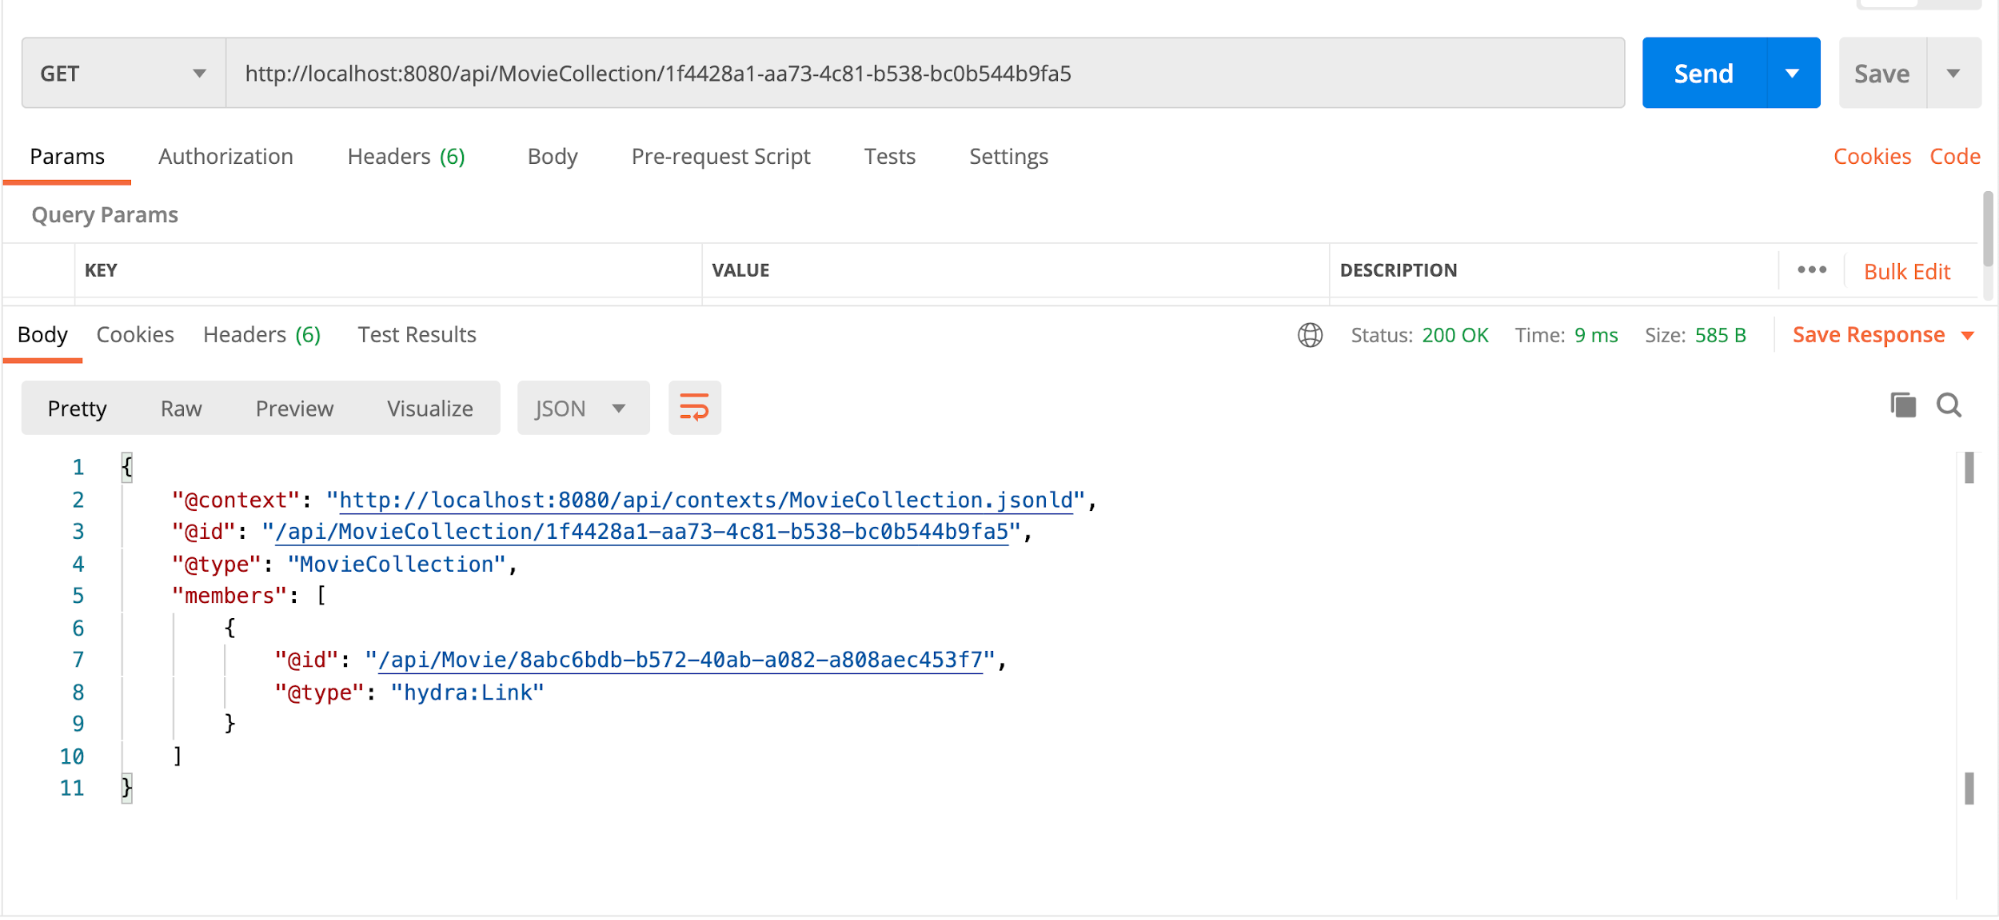 GET http://localhost:8080/api/MovieCollection/1f4428a1-aa73-4c81-b538-bc0b544b9fa5 Send Save
Params Authorization Headers (6) Body Pre-request Script Tests Settings Cookies Code
Query Params
KEY VALUE DESCRIPTION ••• Bulk Edit
Body Cookies Headers (6) Test Results Status: 200 OK Time: 9 ms Size: 585 B Save Response
Pretty Raw Preview Visualize JSON
1 {
2 "@context": "http://localhost:8080/api/contexts/MovieCollection.jsonld",
3 "@id": "/api/MovieCollection/1f4428a1-aa73-4c81-b538-bc0b544b9fa5",
4 "@type": "MovieCollection",
5 "members": [
6 {
7 "@id": "/api/Movie/8abc6bdb-b572-40ab-a082-a808aec453f7",
8 "@type": "hydra:Link"
9 }
10 ]
11 }